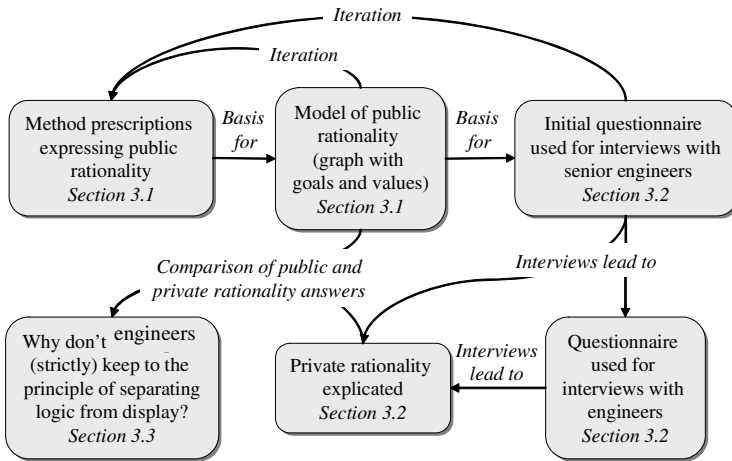 Iteration
Iteration
Method prescriptions
expressing public
rationality
Section 3.1
Basis
for
Model of public
rationality
(graph with
goals and values)
Section 3.1
Basis
for
Initial questionnaire
used for interviews with
senior engineers
Section 3.2
Comparison of public and
private rationality answers
Interviews lead to
Why don't engineers
(strictly) keep to the
principle of separating
logic from display?
Section 3.3
Private rationality
explicated
Section 3.2
Interviews
lead to
Questionnaire
used for
interviews with
engineers
Section 3.2